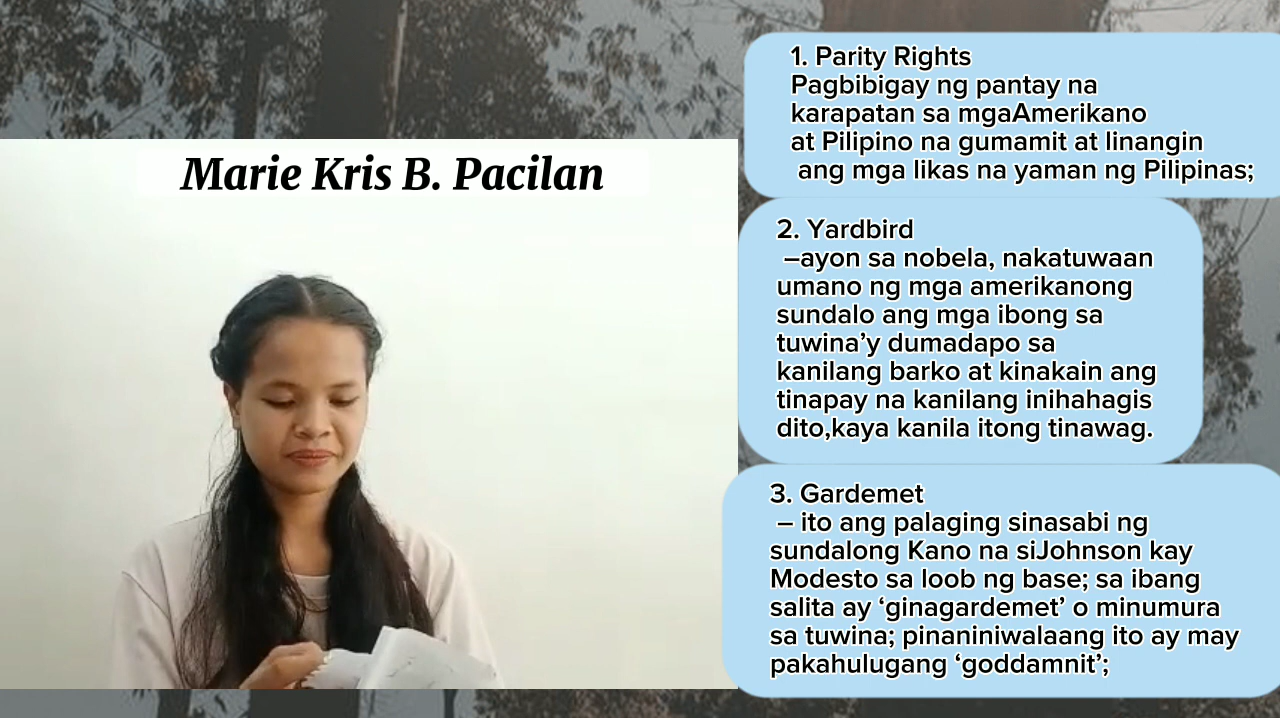 Marie Kris B. Pacilan
1. Parity Rights
Pagbibigay ng pantay na
karapatan sa mgaAmerikano
at Pilipino na gumamit at linangin
ang mga likas na yaman ng Pilipinas;
2. Yardbird
–ayon sa nobela, nakatuwaan
umano ng mga amerikanong
sundalo ang mga ibong sa
tuwina’y dumadapo sa
kanilang barko at kinakain ang
tinapay na kanilang inihahagis
dito,kaya kanila itong tinawag.
3. Gardemet
– ito ang palaging sinasabi ng
sundalong Kano na siJohnson kay
Modesto sa loob ng base; sa ibang
salita ay ‘ginagardemet’ o minumura
sa tuwina; pinaniniwalaang ito ay may
pakahulugang ‘goddamnit’;